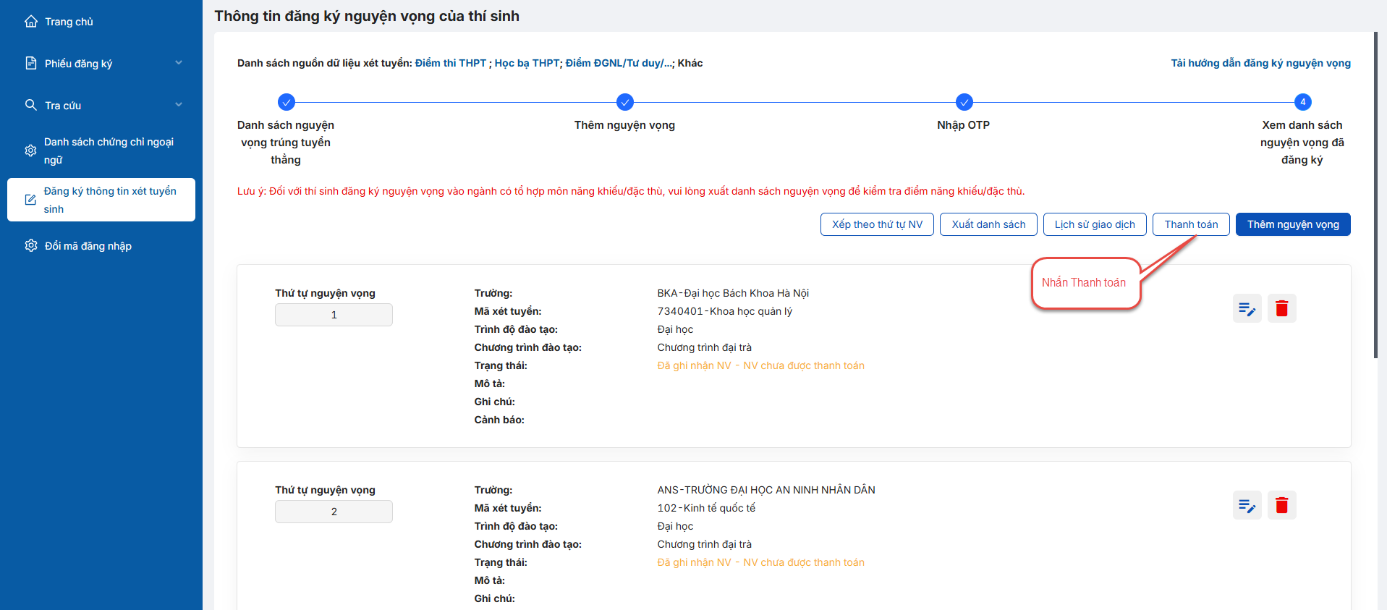 Trang chủ
Phiếu đăng ký
Tra cứu
Danh sách chứng chỉ ngoại
ngữ
Đăng ký thông tin xét tuyển
sinh
Đổi mã đăng nhập
Thông tin đăng ký nguyện vọng của thí sinh
Danh sách nguồn dữ liệu xét tuyển: Điểm thi THPT ; Học bạ THPT; Điểm ĐGNL/Tư duy/...; Khác
Tải hướng dẫn đăng ký nguyện vọng
4
Danh sách nguyện
vọng trúng tuyển
thẳng
Thêm nguyện vọng
Nhập OTP
Xem danh sách
nguyện vọng đã
đăng ký
Lưu ý: Đối với thí sinh đăng ký nguyện vọng vào ngành có tổ hợp môn năng khiếu/đặc thù, vui lòng xuất danh sách nguyện vọng để kiểm tra điểm năng khiếu/đặc thù.
Xếp theo thứ tự NV
Xuất danh sách
Lịch sử giao dịch
Thanh toán
Thêm nguyện vọng
Nhấn Thanh toán
Thứ tự nguyện vọng
1
Trường: BKA-Đại học Bách Khoa Hà Nội
Mã xét tuyển: 7340401-Khoa học quản lý
Trình độ đào tạo: Đại học
Chương trình đào tạo: Chương trình đại trà
Trạng thái: Đã ghi nhận NV - NV chưa được thanh toán
Mô tả:
Ghi chú:
Cảnh báo:
Thứ tự nguyện vọng
2
Trường: ANS-TRƯỜNG ĐẠI HỌC AN NINH NHÂN DÂN
Mã xét tuyển: 102-Kinh tế quốc tế
Trình độ đào tạo: Đại học
Chương trình đào tạo: Chương trình đại trà
Trạng thái: Đã ghi nhận NV - NV chưa được thanh toán
Mô tả:
Ghi chú: